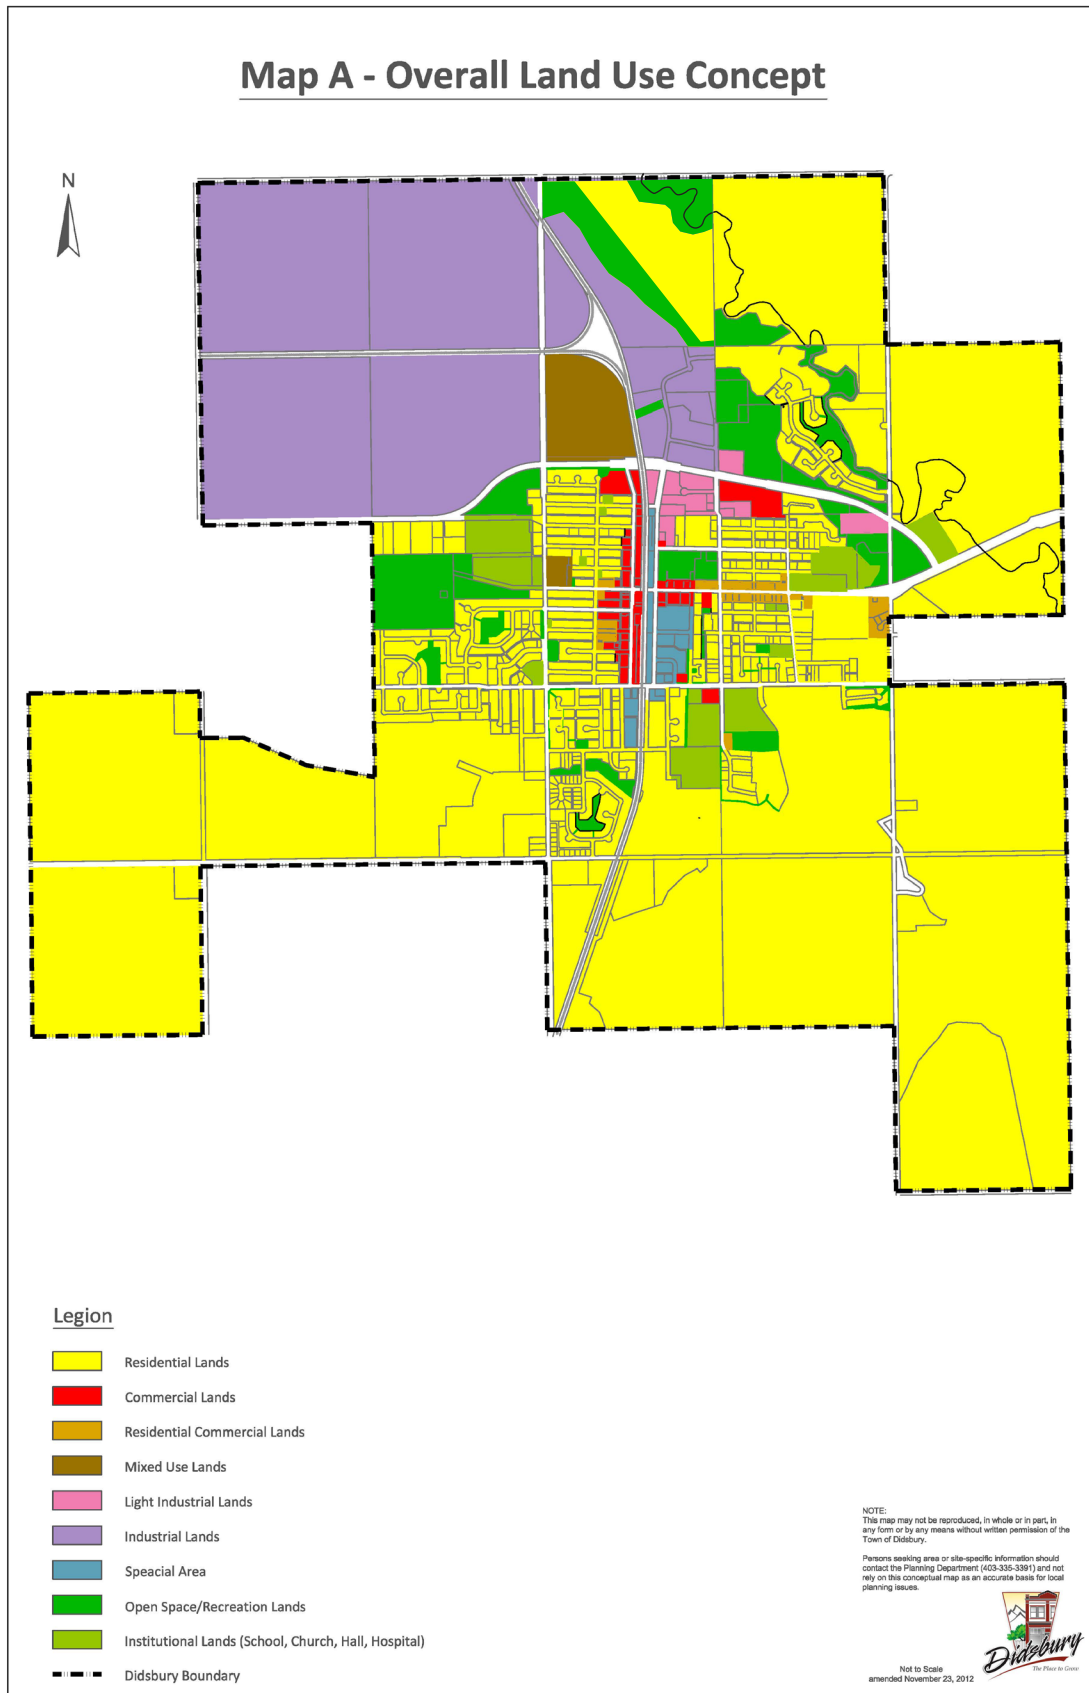 Map A - Overall Land Use Concept
N
Legion
Residential Lands
Commercial Lands
Residential Commercial Lands
Mixed Use Lands
Light Industrial Lands
Industrial Lands
Speacial Area
Open Space/Recreation Lands
Institutional Lands (School, Church, Hall, Hospital)
Didsbury Boundary
NOTE:
This map may not be reproduced, in whole or in part, in
any form or by any means without written permission of the
Town of Didsbury.
Persons seeking area or site-specific information should
contact the Planning Department (403-335-3391) and not
rely on this conceptual map as an accurate basis for local
planning issues.
Didsbury
The Place to Grow
Not to Scale
amended November 23, 2012